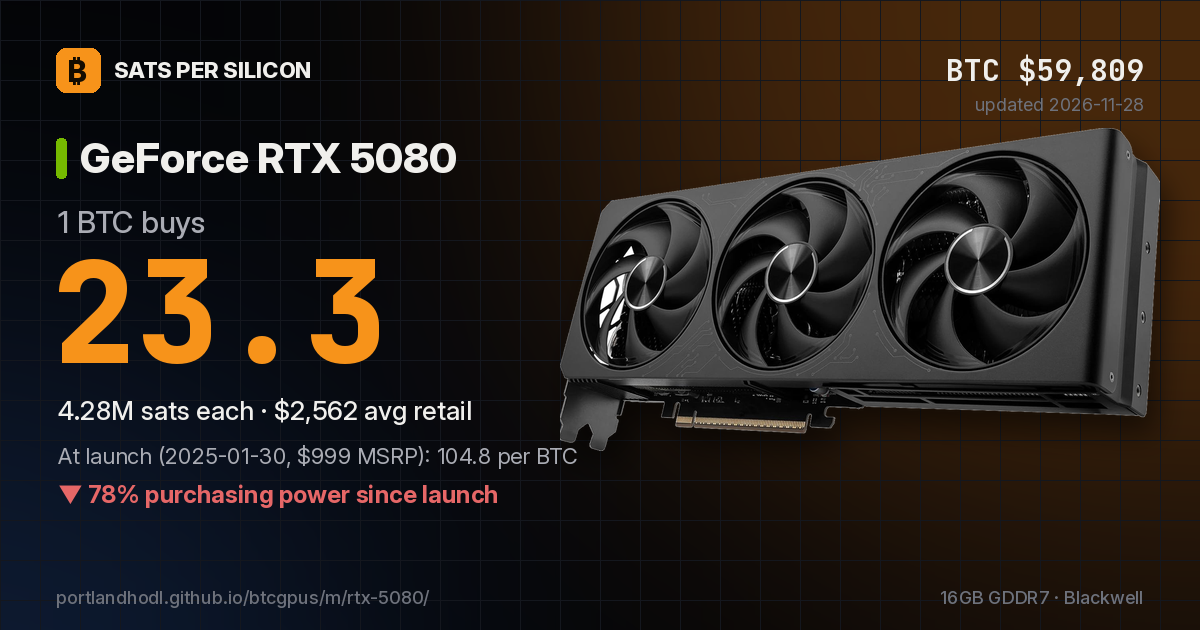 ₿ SATS PER SILICON
BTC $59,809
updated 2026-11-28
GeForce RTX 5080
1 BTC buys
23.3
4.28M sats each · $2,562 avg retail
At launch (2025-01-30, $999 MSRP): 104.8 per BTC
▼ 78% purchasing power since launch
portlandhodl.github.io/btcgpus/m/rtx-5080/
16GB GDDR7 · Blackwell